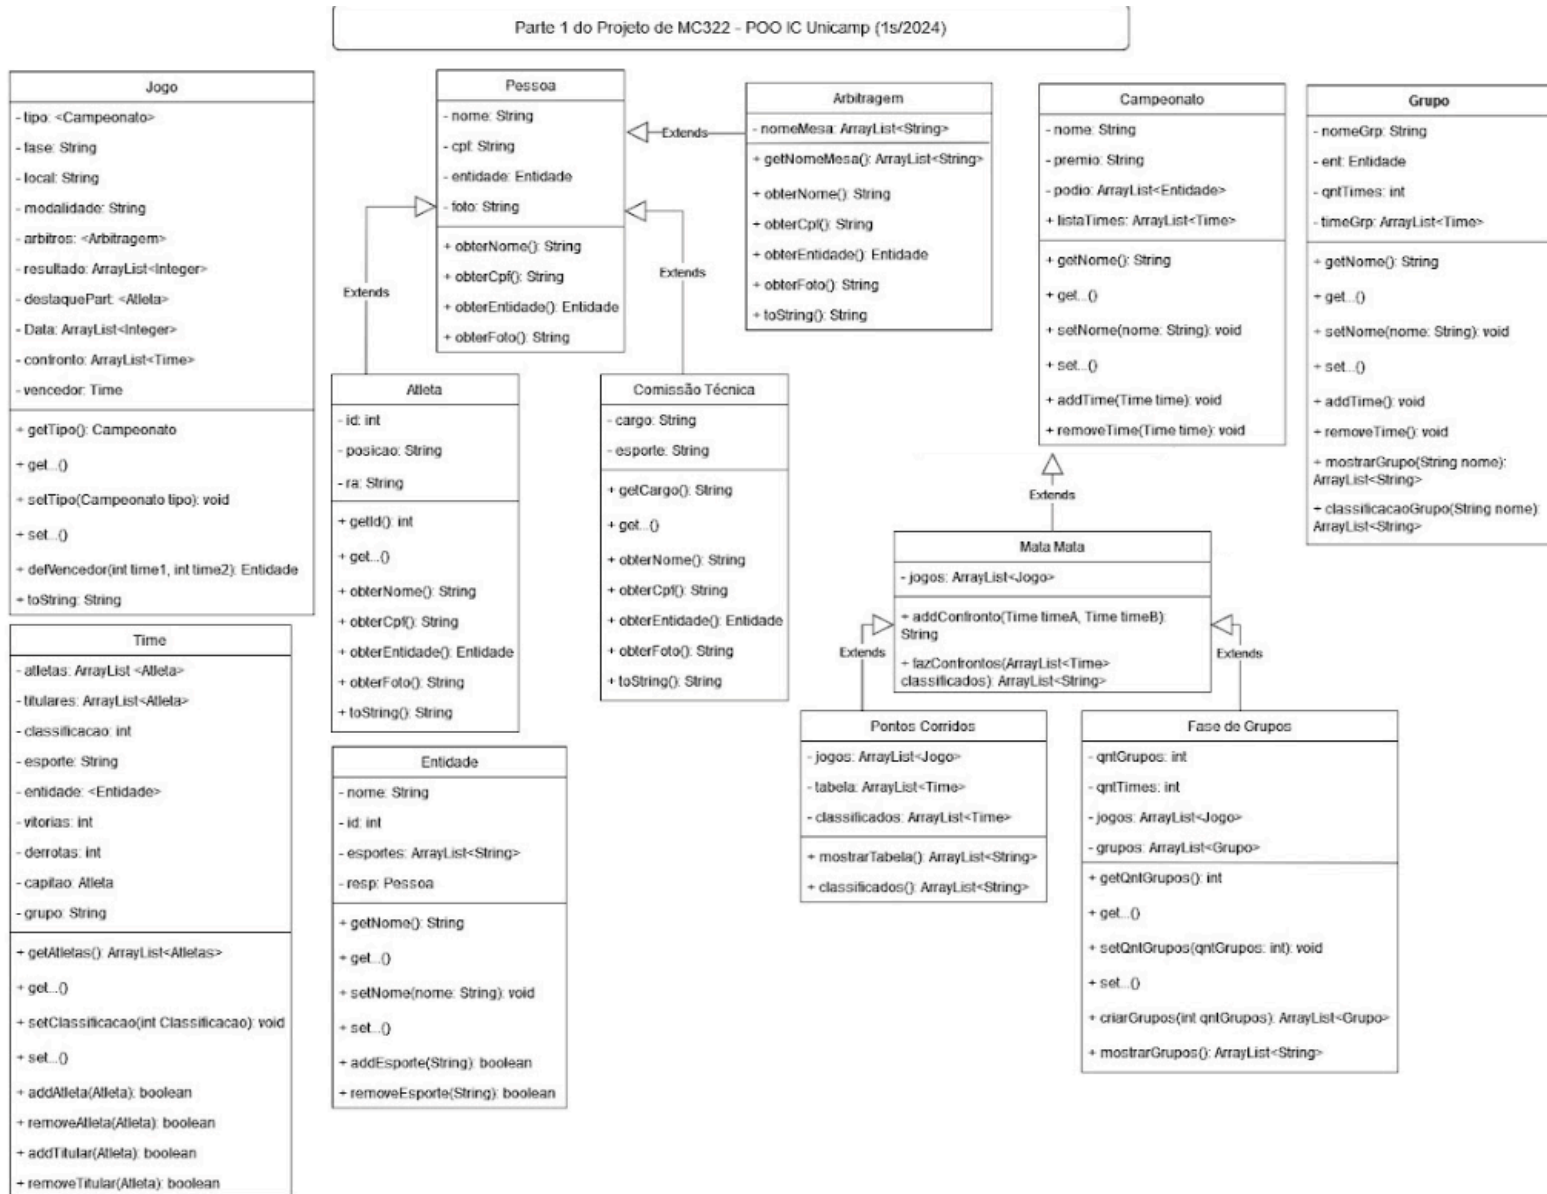 Parte 1 do Projeto de MC322 - POO IC Unicamp (1s/2024)
Jogo
- tipo: <Campeonato>
- fase: String
- local: String
- modalidade: String
- arbitros: <Arbitragem>
- resultado: ArrayList<Integer>
- destaquePart: <Atleta>
- Data: ArrayList<Integer>
- confronto: ArrayList<Time>
- vencedor: Time
+ getTipo(): Campeonato
+ get...()
+ setTipo(Campeonato tipo): void
+ set...()
+ defVencedor(int time1, int time2): Entidade
+ toString: String
Time
- atletas: ArrayList <Atleta>
- titulares: ArrayList<Atleta>
- classificacao: int
- esporte: String
- entidade: <Entidade>
- vitorias: int
- derrotas: int
- capitao: Atleta
- grupo: String
+ getAtletas(): ArrayList<Atletas>
+ get...()
+ setClassificacao(int Classificacao): void
+ set...()
+ addAtleta(Atleta): boolean
+ removeAtleta(Atleta): boolean
+ addTitular(Atleta): boolean
+ removeTitular(Atleta): boolean
Pessoa
- nome: String
- cpf: String
- entidade: Entidade
- foto: String
+ obterNome(): String
+ obterCpf(): String
+ obterEntidade(): Entidade
+ obterFoto(): String
Extends
Extends
Extends
Arbitragem
- nomeMesa: ArrayList<String>
+ getNomeMesa(): ArrayList<String>
+ obterNome(): String
+ obterCpf(): String
+ obterEntidade(): Entidade
+ obterFoto(): String
+ toString(): String
Atleta
- id: int
- posicao: String
- ra: String
+ getId(): int
+ get...()
+ obterNome(): String
+ obterCpf(): String
+ obterEntidade(): Entidade
+ obterFoto(): String
+ toString(): String
Comissão Técnica
- cargo: String
- esporte: String
+ getCargo(): String
+ get...()
+ obterNome(): String
+ obterCpf(): String
+ obterEntidade(): Entidade
+ obterFoto(): String
+ toString(): String
Entidade
- nome: String
- id: int
- esportes: ArrayList<String>
- resp: Pessoa
+ getNome(): String
+ get...()
+ setNome(nome: String): void
+ set...()
+ addEsporte(String): boolean
+ removeEsporte(String): boolean
Campeonato
- nome: String
- premio: String
- podio: ArrayList<Entidade>
+ listaTimes: ArrayList<Time>
+ getNome(): String
+ get...()
+ setNome(nome: String): void
+ set...()
+ addTime(Time time): void
+ removeTime(Time time): void
Extends
Grupo
- nomeGrp: String
- ent: Entidade
- qntTimes: int
- timeGrp: ArrayList<Time>
+ getNome(): String
+ get...()
+ setNome(nome: String): void
+ set...()
+ addTime(): void
+ removeTime(): void
+ mostrarGrupo(String nome):
ArrayList<String>
+ classificacaoGrupo(String nome):
ArrayList<String>
Mata Mata
- jogos: ArrayList<Jogo>
+ addConfronto(Time timeA, Time timeB):
String
+ fazConfrontos(ArrayList<Time>
classificados): ArrayList<String>
Extends
Extends
Pontos Corridos
- jogos: ArrayList<Jogo>
- tabela: ArrayList<Time>
- classificados: ArrayList<Time>
+ mostrarTabela(): ArrayList<String>
+ classificados(): ArrayList<String>
Fase de Grupos
- qntGrupos: int
- qntTimes: int
- jogos: ArrayList<Jogo>
- grupos: ArrayList<Grupo>
+ getQntGrupos(): int
+ get...()
+ setQntGrupos(qntGrupos: int): void
+ set...()
+ criarGrupos(int qntGrupos): ArrayList<Grupo>
+ mostrarGrupos(): ArrayList<String>